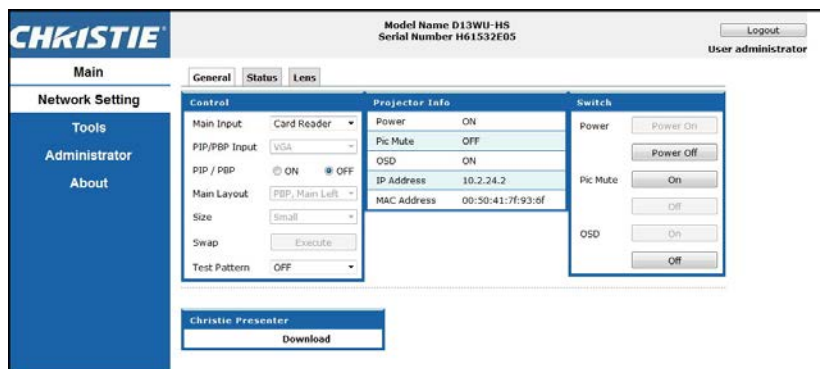 CHRISTIE
Model Name D13WU-HS
Serial Number H61532E05
Logout
User administrator
Main
Network Setting
Tools
Administrator
About
General Status Lens
Control
Main Input Card Reader
PIP/PBP Input VGA
PIP / PBP ON OFF
Main Layout PBP, Main Left
Size Small
Swap Execute
Test Pattern OFF
Projector Info
Power ON
Pic Mute OFF
OSD ON
IP Address 10.2.24.2
MAC Address 00:50:41:7f:93:6f
Switch
Power Power On
Power Off
Pic Mute On
Off
OSD On
Off
Christie Presenter
Download